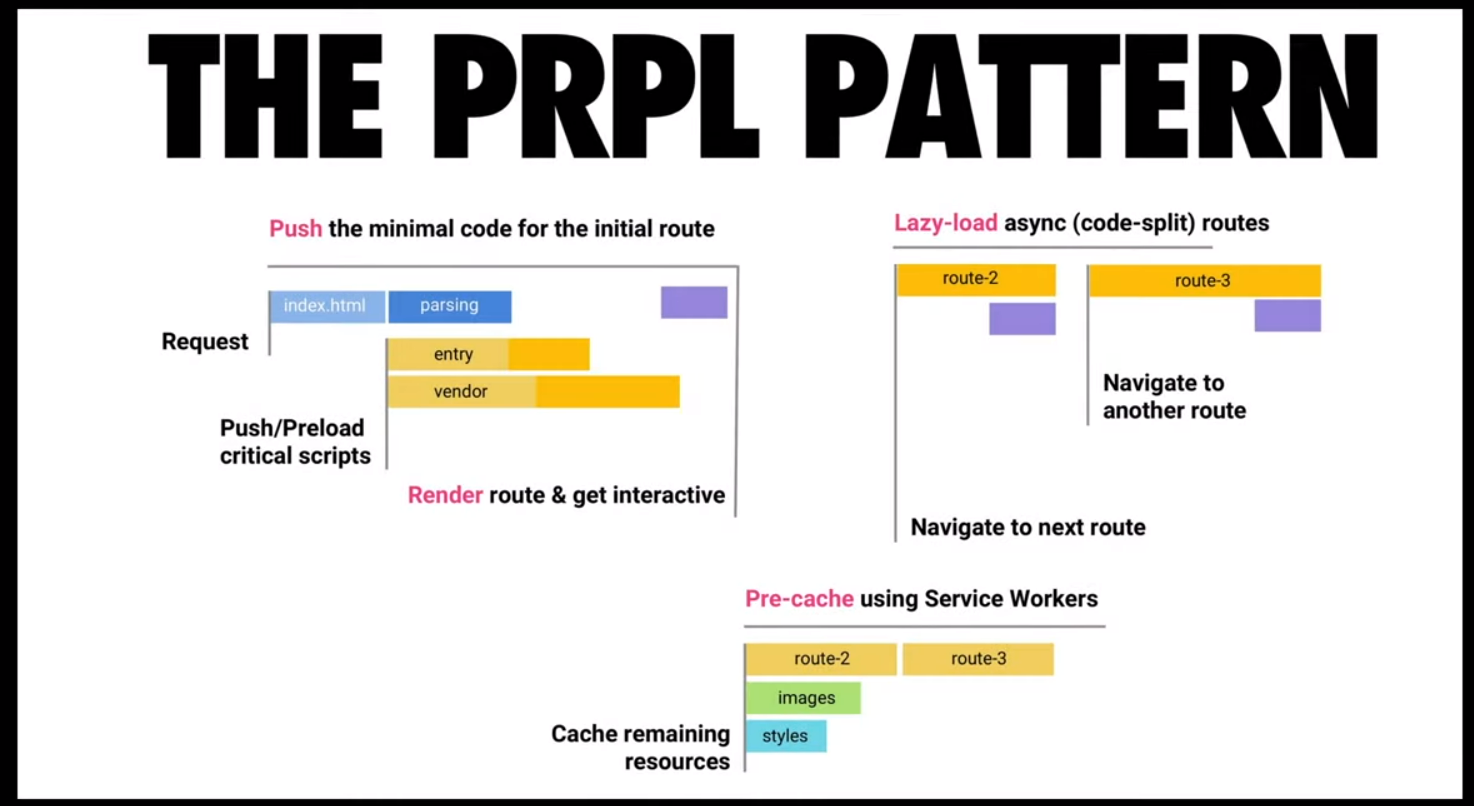 THE PRPL PATTERN
Push the minimal code for the initial route
index.html
parsing
Request
entry
vendor
Push/Preload
critical scripts
Render route & get interactive
Lazy-load async (code-split) routes
route-2
route-3
Navigate to
another route
Navigate to next route
Pre-cache using Service Workers
route-2
route-3
images
styles
Cache remaining
resources